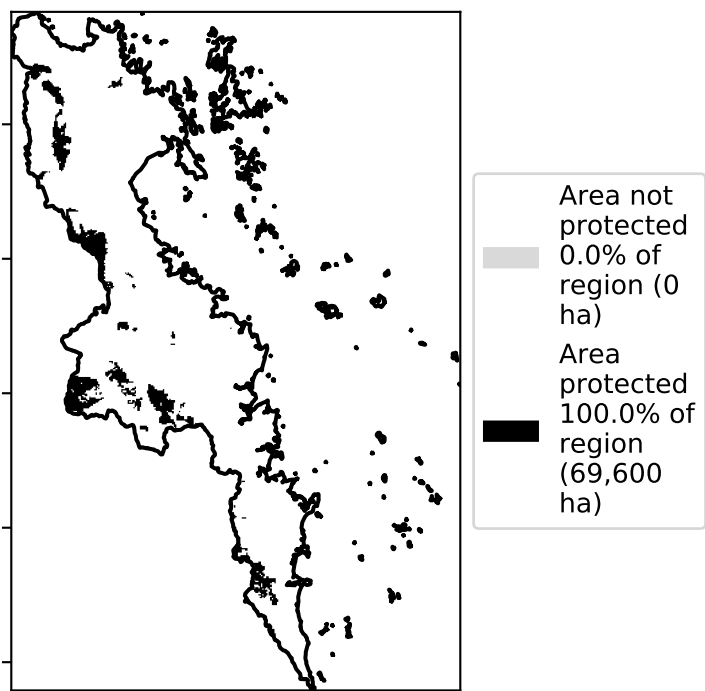 Area not
protected
0.0% of
region (0
ha)
Area
protected
100.0% of
region
(69,600
ha)